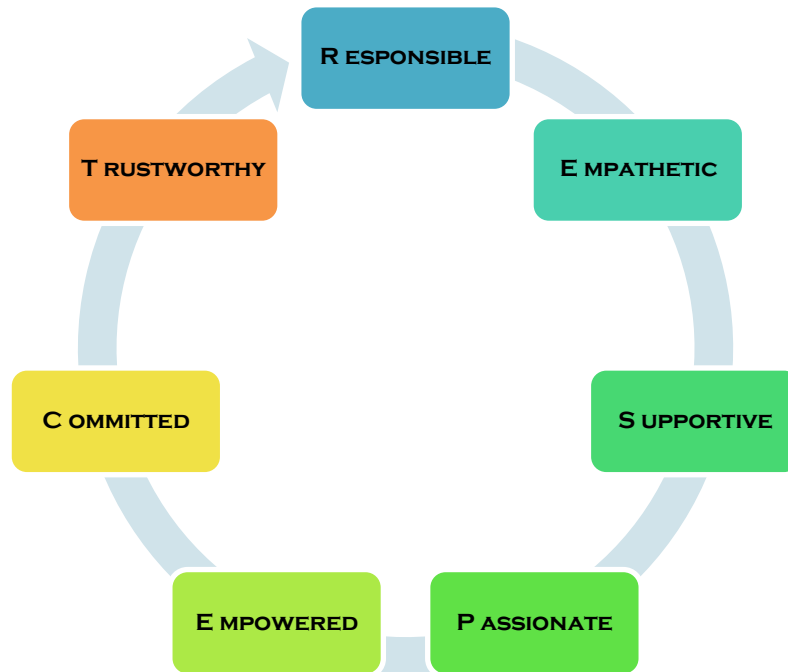 R ESPONSIBLE
E MPATHETIC
S UPPORTIVE
P ASSIONATE
E MPOWERED
C OMMITTED
T RUSTWORTHY